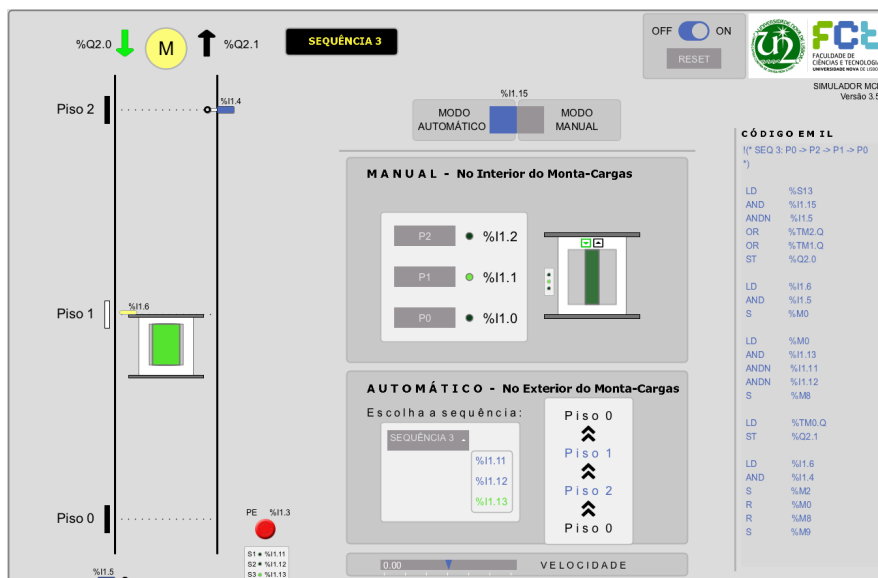 %Q2.0
M
%Q2.1
SEQUÊNCIA 3
OFF
ON
RESET
FCt
FACULDADE DE
CIÊNCIAS E TECNOLOGIA
UNIVERSIDADE NOVA DE LISBOA
SIMULADOR MC
Versão 3.5
Piso 2
%I1.4
%I1.15
MODO
AUTOMÁTICO
MODO
MANUAL
MANUAL - No Interior do Monta-Cargas
P2
%I1.2
P1
%I1.1
P0
%I1.0
Piso 1
%I1.6
AUTOMÁTICO - No Exterior do Monta-Cargas
Escolha a sequência:
SEQUÊNCIA 3
%I1.11
%I1.12
%I1.13
Piso 0
Piso 1
Piso 2
Piso 0
Piso 0
PE %I1.3
S1 %I1.11
S2 %I1.12
S3 %I1.13
%I1.5
0.00
VELOCIDADE
CÓDIGO EM IL
!(* SEQ 3: P0 -> P2 -> P1 -> P0
*)
LD %S13
AND %I1.15
ANDN %I1.5
OR %TM2.Q
OR %TM1.Q
ST %Q2.0
LD %I1.6
AND %I1.5
S %M0
LD %M0
AND %I1.13
ANDN %I1.11
ANDN %I1.12
S %M8
LD %TM0.Q
ST %Q2.1
LD %I1.6
AND %I1.4
S %M2
R %M0
R %M8
S %M9